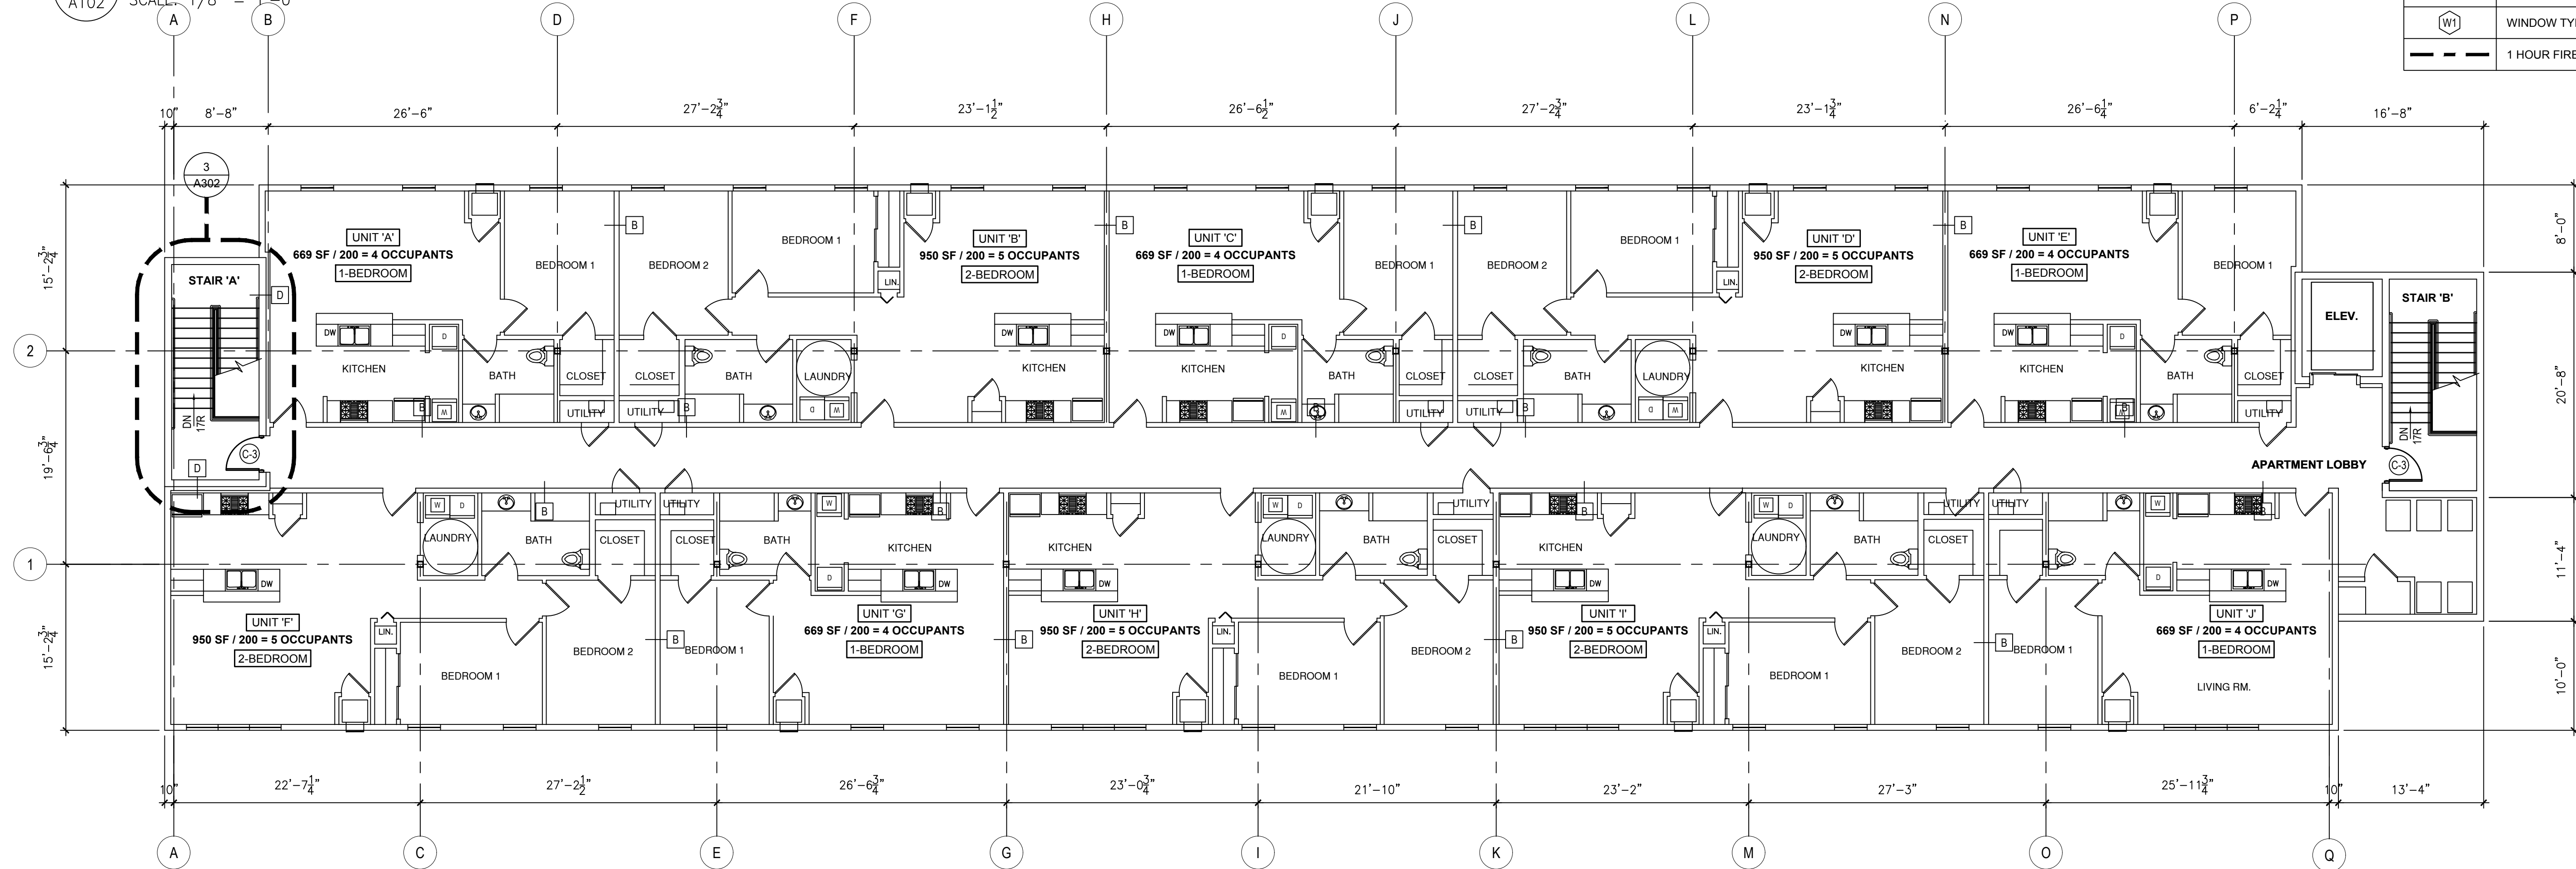 A102
SCALE: 1/8" = 1'-0"
W1
1 HOUR FIRE
A
B
D
F
H
J
L
N
P
10"
8'-8"
26'-6"
27'-2 3/4"
23'-1 1/2"
26'-6 1/2"
27'-2 3/4"
23'-1 3/4"
26'-6 1/4"
6'-2 1/4"
16'-8"
3
A302
15'-2 3/4"
19'-6 3/4"
15'-2 3/4"
2
1
8'-0"
20'-8"
11'-4"
10'-0"
STAIR 'A'
D
DN
17R
C-3
D
UNIT 'A'
669 SF / 200 = 4 OCCUPANTS
1-BEDROOM
BEDROOM 1
DW
D
KITCHEN
BATH
CLOSET
B
W
UTILITY
B
BEDROOM 2
BEDROOM 1
UNIT 'B'
950 SF / 200 = 5 OCCUPANTS
2-BEDROOM
LIN.
DW
CLOSET
BATH
LAUNDRY
KITCHEN
UTILITY
B
D
W
B
UNIT 'C'
669 SF / 200 = 4 OCCUPANTS
1-BEDROOM
BEDROOM 1
DW
D
KITCHEN
BATH
CLOSET
W
B
UTILITY
B
BEDROOM 2
BEDROOM 1
UNIT 'D'
950 SF / 200 = 5 OCCUPANTS
2-BEDROOM
LIN.
DW
CLOSET
BATH
LAUNDRY
KITCHEN
UTILITY
B
D
W
B
UNIT 'E'
669 SF / 200 = 4 OCCUPANTS
1-BEDROOM
BEDROOM 1
DW
D
KITCHEN
BATH
CLOSET
B
W
UTILITY
ELEV.
STAIR 'B'
DN
17R
APARTMENT LOBBY
C-3
W
D
LAUNDRY
B
BATH
UTILITY
CLOSET
DW
UNIT 'F'
950 SF / 200 = 5 OCCUPANTS
2-BEDROOM
LIN.
BEDROOM 1
BEDROOM 2
B
UTILITY
CLOSET
BATH
W
D
B
KITCHEN
DW
BEDROOM 1
UNIT 'G'
669 SF / 200 = 4 OCCUPANTS
1-BEDROOM
B
KITCHEN
DW
UNIT 'H'
950 SF / 200 = 5 OCCUPANTS
2-BEDROOM
LIN.
W
D
LAUNDRY
BATH
UTILITY
CLOSET
BEDROOM 1
BEDROOM 2
B
KITCHEN
B
DW
UNIT 'I'
950 SF / 200 = 5 OCCUPANTS
2-BEDROOM
LIN.
W
D
LAUNDRY
BATH
UTILITY
CLOSET
BEDROOM 1
BEDROOM 2
B
UTILITY
BEDROOM 1
W
D
B
DW
UNIT 'J'
669 SF / 200 = 4 OCCUPANTS
1-BEDROOM
LIVING RM.
10"
22'-7 1/4"
27'-2 1/2"
26'-6 3/4"
23'-0 3/4"
21'-10"
23'-2"
27'-3"
25'-11 3/4"
10"
13'-4"
A
C
E
G
I
K
M
O
Q